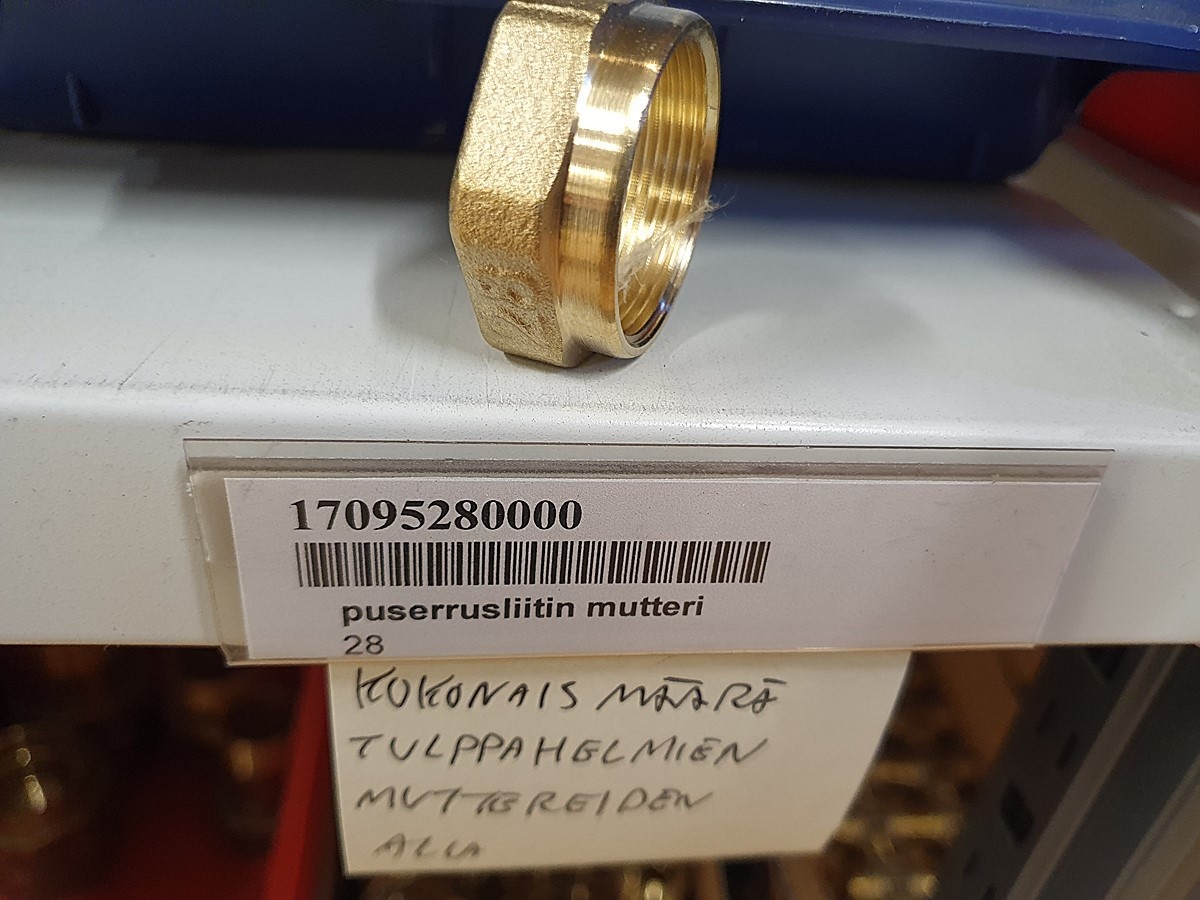 17095280000
puserrusliitin mutteri
28
KOKONAIS MÄÄRÄ
TULPPAHELMIEN
MUTTEREIDEN
ALLA